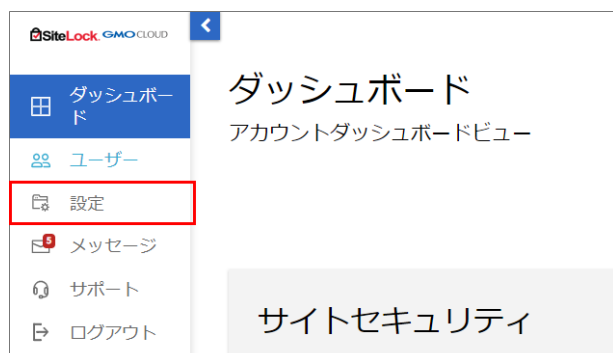 SiteLock. GMO CLOUD
ダッシュボー
ド
ユーザー
設定
5
メッセージ
サポート
ログアウト
ダッシュボード
アカウントダッシュボードビュー
サイトセキュリティ